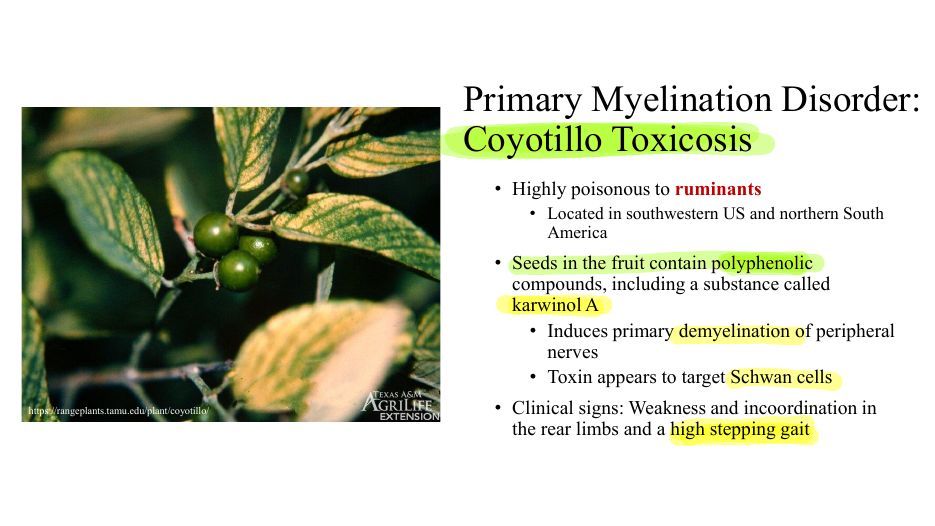 Primary Myelination Disorder:
Coyotillo Toxicosis
• Highly poisonous to ruminants
• Located in southwestern US and northern South
America
• Seeds in the fruit contain polyphenolic
compounds, including a substance called
karwinol A
• Induces primary demyelination of peripheral
nerves
• Toxin appears to target Schwan cells
• Clinical signs: Weakness and incoordination in
the rear limbs and a high stepping gait
https://rangeplants.tamu.edu/plant/coyotillo/
TEXAS A&M
AGRILIFE
EXTENSION